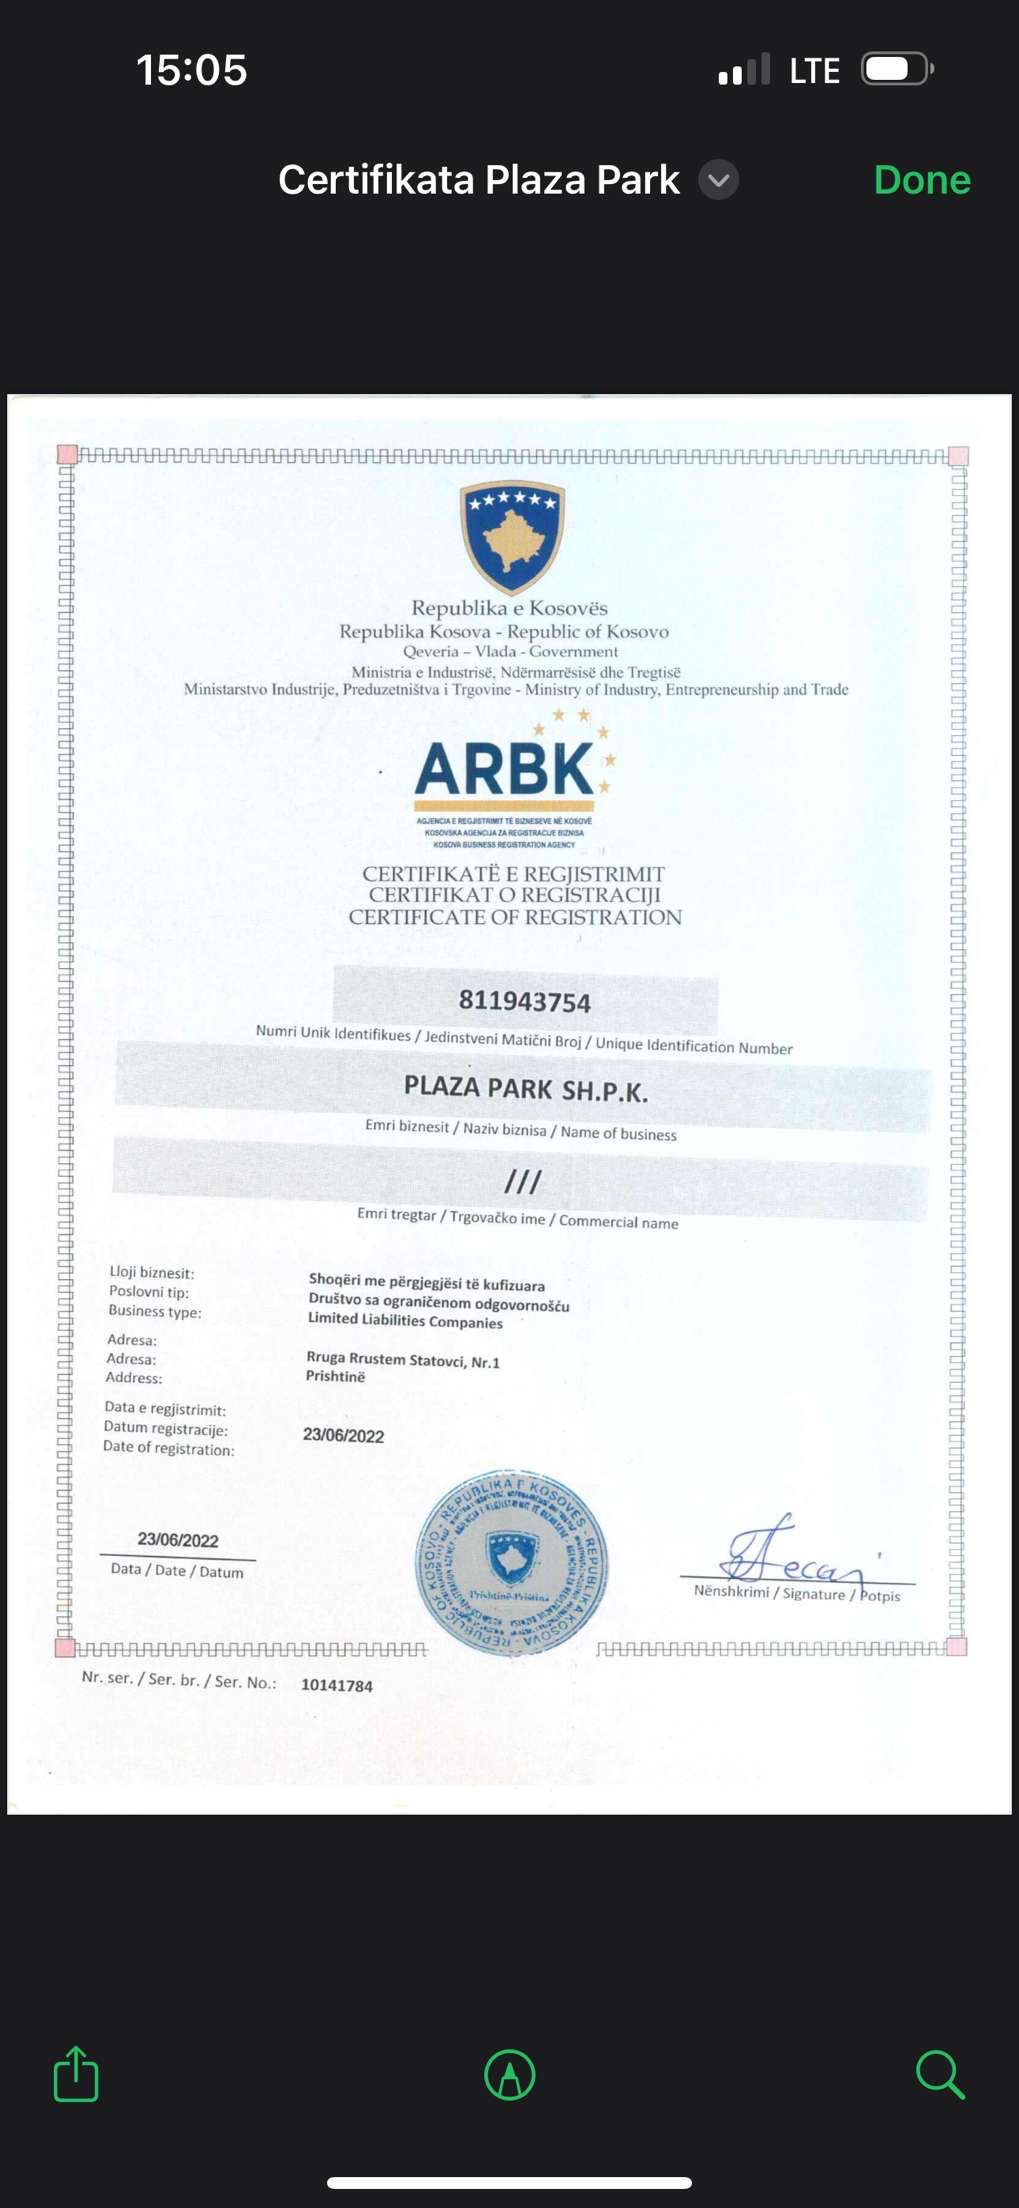 15:05
LTE
Certifikata Plaza Park
Done
Republika e Kosovës
Republika Kosova - Republic of Kosovo
Qeveria – Vlada - Government
Ministria e Industrisë, Ndërmarrësisë dhe Tregtisë
Ministarstvo Industrije, Preduzetništva i Trgovine - Ministry of Industry, Entrepreneurship and Trade
ARBK
AGJENCIA E REGJISTRIMIT TË BIZNESEVE NË KOSOVË
KOSOVSKA AGENCIJA ZA REGISTRACIJE BIZNISA
KOSOVA BUSINESS REGISTRATION AGENCY
CERTIFIKATË E REGJISTRIMIT
CERTIFIKAT O REGISTRACIJI
CERTIFICATE OF REGISTRATION
811943754
Numri Unik Identifikues / Jedinstveni Matični Broj / Unique Identification Number
PLAZA PARK SH.P.K.
Emri biznesit / Naziv biznisa / Name of business
///
Emri tregtar / Trgovačko ime / Commercial name
Lloji biznesit:
Poslovni tip:
Business type:
Shoqëri me përgjegjësi të kufizuara
Društvo sa ograničenom odgovornošću
Limited Liabilities Companies
Adresa:
Adresa:
Address:
Rruga Rrustem Statovci, Nr.1
Prishtinë
Data e regjistrimit:
Datum registracije:
Date of registration:
23/06/2022
23/06/2022
Data / Date / Datum
REPUBLIKA E KOSOVËS - REPUBLIKA KOSOVA - REPUBLIC OF KOSOVO
Prishtinë-Priština
Nënshkrimi / Signature / Potpis
Nr. ser. / Ser. br. / Ser. No.: 10141784